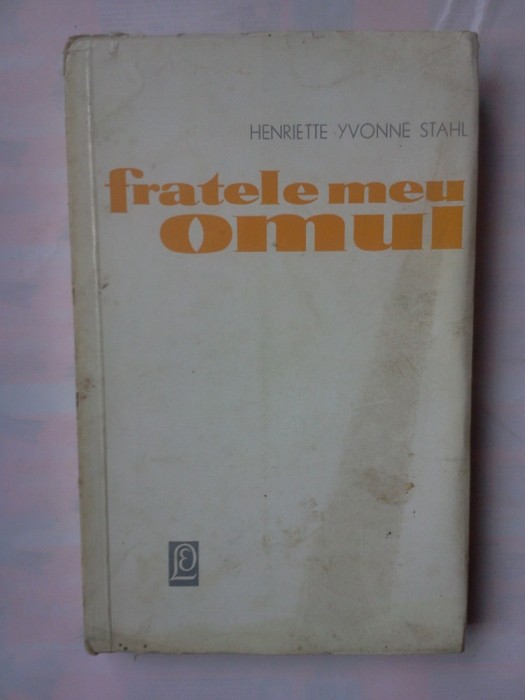 HENRIETTE YVONNE STAHL
fratele meu
omul